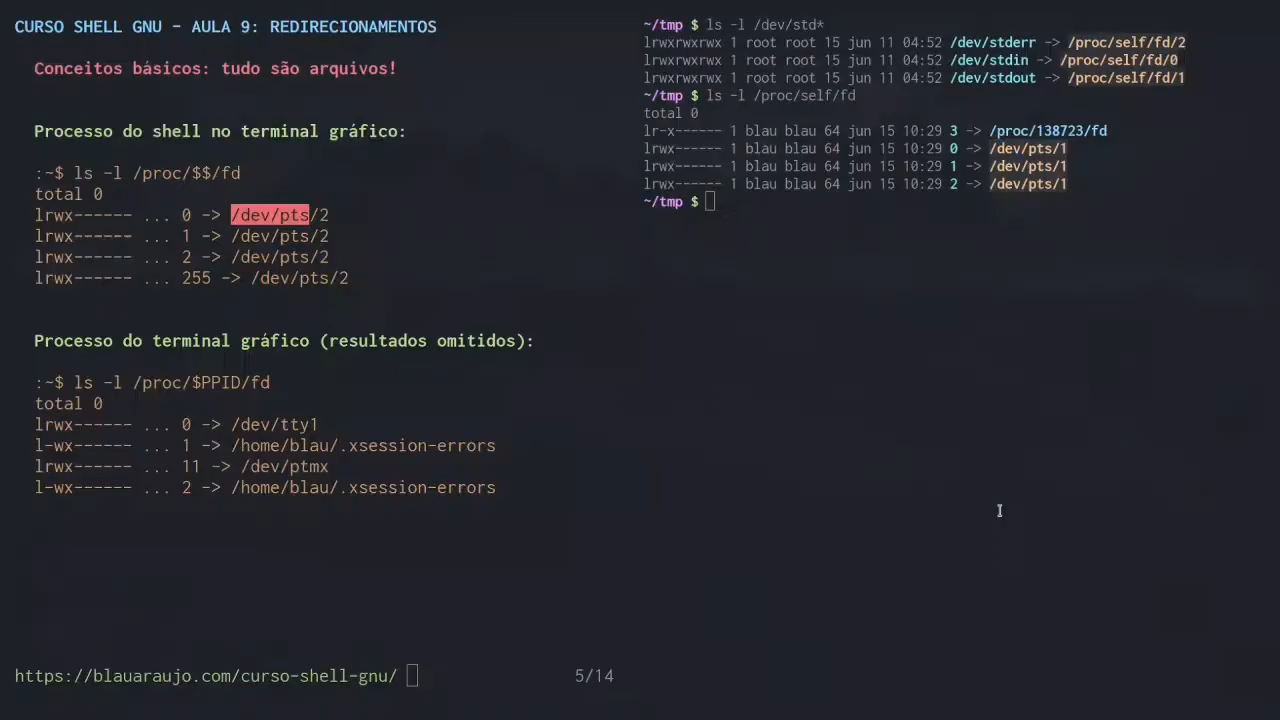 CURSO SHELL GNU - AULA 9: REDIRECIONAMENTOS
Conceitos básicos: tudo são arquivos!
Processo do shell no terminal gráfico:
:~$ ls -l /proc/$$/fd
total 0
lrwx------ ... 0 -> /dev/pts/2
lrwx------ ... 1 -> /dev/pts/2
lrwx------ ... 2 -> /dev/pts/2
lrwx------ ... 255 -> /dev/pts/2
Processo do terminal gráfico (resultados omitidos):
:~$ ls -l /proc/$PPID/fd
total 0
lrwx------ ... 0 -> /dev/tty1
l-wx------ ... 1 -> /home/blau/.xsession-errors
lrwx------ ... 11 -> /dev/ptmx
l-wx------ ... 2 -> /home/blau/.xsession-errors
https://blauaraujo.com/curso-shell-gnu/
5/14
~/tmp $ ls -l /dev/std*
lrwxrwxrwx 1 root root 15 jun 11 04:52 /dev/stderr -> /proc/self/fd/2
lrwxrwxrwx 1 root root 15 jun 11 04:52 /dev/stdin -> /proc/self/fd/0
lrwxrwxrwx 1 root root 15 jun 11 04:52 /dev/stdout -> /proc/self/fd/1
~/tmp $ ls -l /proc/self/fd
total 0
lr-x------ 1 blau blau 64 jun 15 10:29 3 -> /proc/138723/fd
lrwx------ 1 blau blau 64 jun 15 10:29 0 -> /dev/pts/1
lrwx------ 1 blau blau 64 jun 15 10:29 1 -> /dev/pts/1
lrwx------ 1 blau blau 64 jun 15 10:29 2 -> /dev/pts/1
~/tmp $